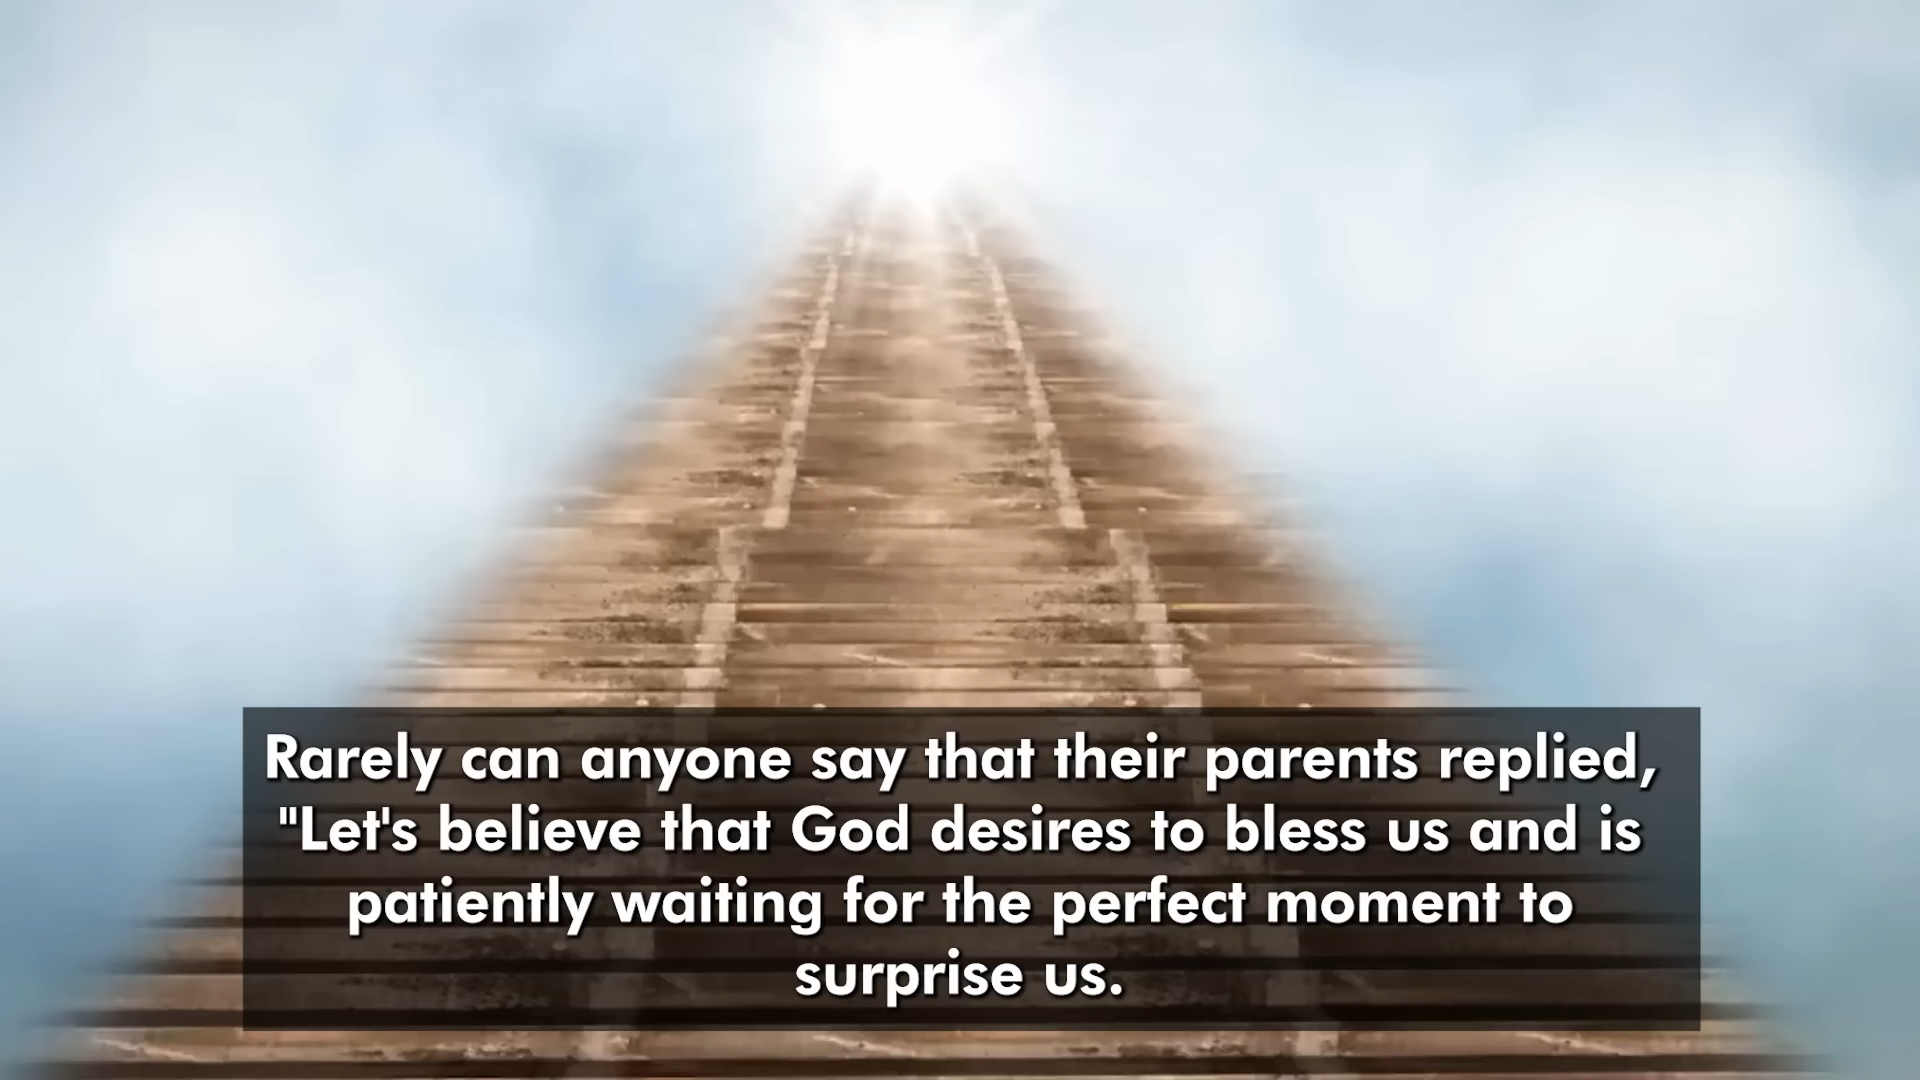 Rarely can anyone say that their parents replied,
"Let's believe that God desires to bless us and is
patiently waiting for the perfect moment to
surprise us.